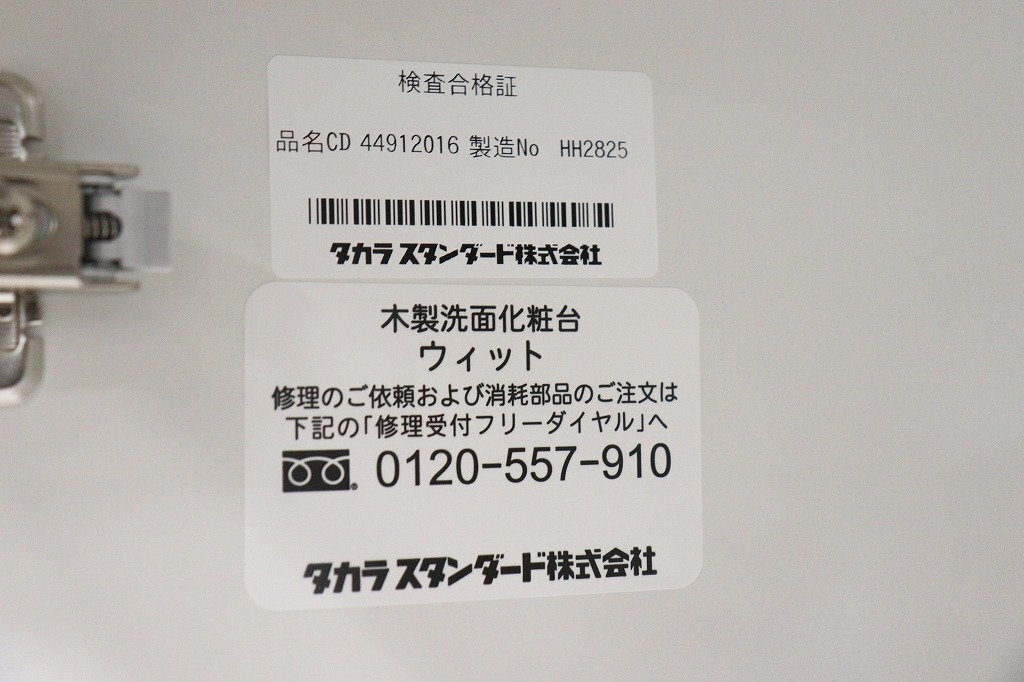 検査合格証
品名CD 44912016 製造No HH2825
タカラスタンダード株式会社
木製洗面化粧台
ウィット
修理のご依頼および消耗部品のご注文は
下記の「修理受付フリーダイヤル」へ
0120-557-910
タカラスタンダード株式会社